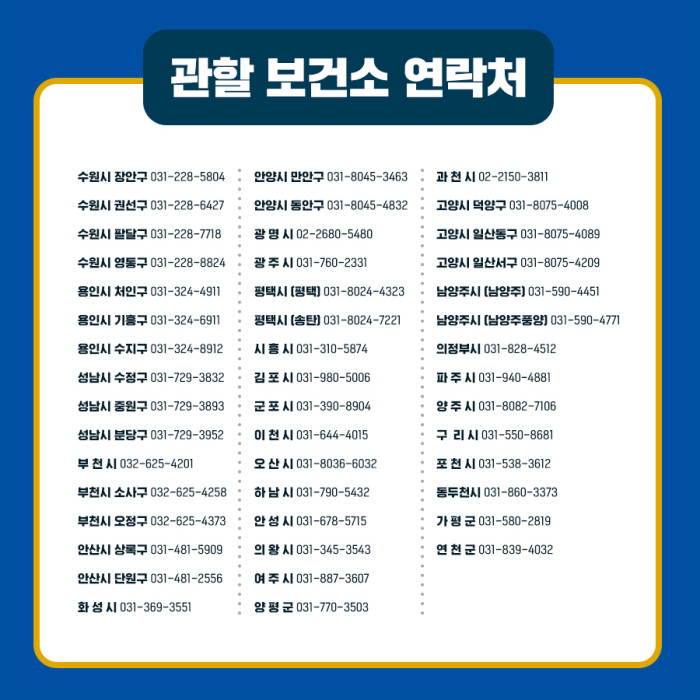 관할 보건소 연락처
수원시 장안구 031-228-5804
수원시 권선구 031-228-6427
수원시 팔달구 031-228-7718
수원시 영통구 031-228-8824
용인시 처인구 031-324-4911
용인시 기흥구 031-324-6911
용인시 수지구 031-324-8912
성남시 수정구 031-729-3832
성남시 중원구 031-729-3893
성남시 분당구 031-729-3952
부 천 시 032-625-4201
부천시 소사구 032-625-4258
부천시 오정구 032-625-4373
안산시 상록구 031-481-5909
안산시 단원구 031-481-2556
화 성 시 031-369-3551
안양시 만안구 031-8045-3463
안양시 동안구 031-8045-4832
광 명 시 02-2680-5480
광 주 시 031-760-2331
평택시 (평택) 031-8024-4323
평택시 (송탄) 031-8024-7221
시 흥 시 031-310-5874
김 포 시 031-980-5006
군 포 시 031-390-8904
이 천 시 031-644-4015
오 산 시 031-8036-6032
하 남 시 031-790-5432
안 성 시 031-678-5715
의 왕 시 031-345-3543
여 주 시 031-887-3607
양 평 군 031-770-3503
과 천 시 02-2150-3811
고양시 덕양구 031-8075-4008
고양시 일산동구 031-8075-4089
고양시 일산서구 031-8075-4209
남양주시 (남양주) 031-590-4451
남양주시 (남양주풍양) 031-590-4771
의정부시 031-828-4512
파 주 시 031-940-4881
양 주 시 031-8082-7106
구 리 시 031-550-8681
포 천 시 031-538-3612
동두천시 031-860-3373
가 평 군 031-580-2819
연 천 군 031-839-4032